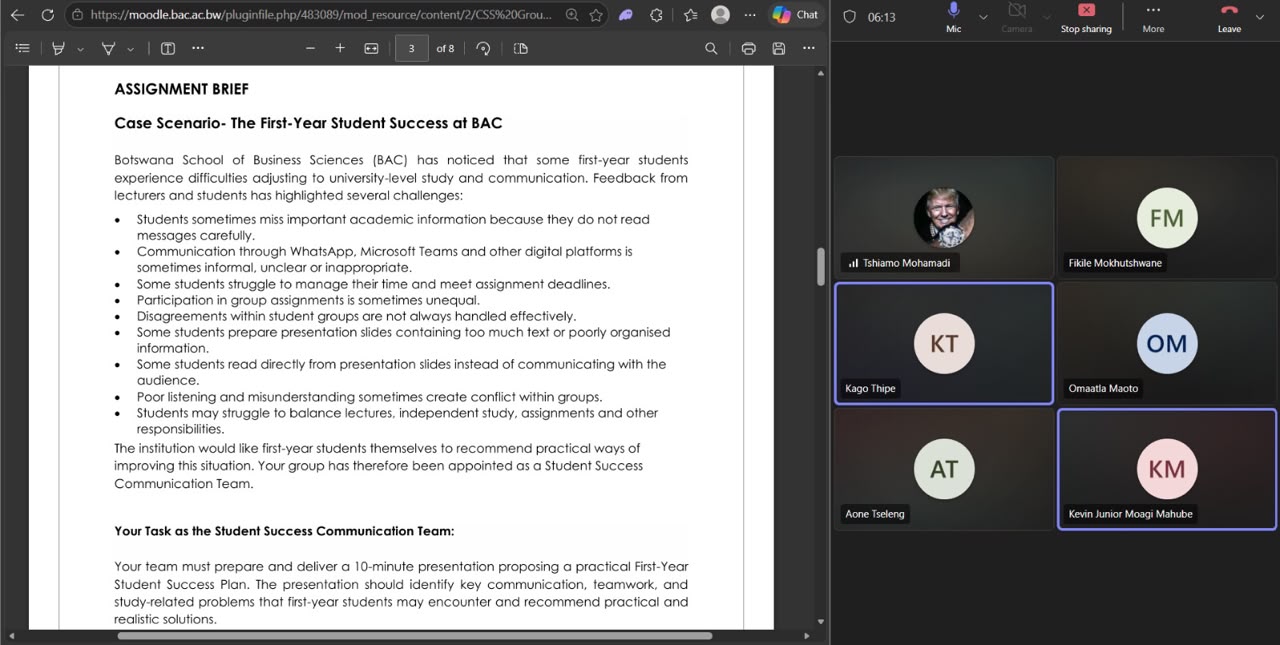 https://moodle.bac.ac.bw/pluginfile.php/483089/mod_resource/content/2/CSS%20Grou...
Chat
3 of 8
ASSIGNMENT BRIEF
Case Scenario- The First-Year Student Success at BAC
Botswana School of Business Sciences (BAC) has noticed that some first-year students
experience difficulties adjusting to university-level study and communication. Feedback from
lecturers and students has highlighted several challenges:
• Students sometimes miss important academic information because they do not read
messages carefully.
• Communication through WhatsApp, Microsoft Teams and other digital platforms is
sometimes informal, unclear or inappropriate.
• Some students struggle to manage their time and meet assignment deadlines.
• Participation in group assignments is sometimes unequal.
• Disagreements within student groups are not always handled effectively.
• Some students prepare presentation slides containing too much text or poorly organised
information.
• Some students read directly from presentation slides instead of communicating with the
audience.
• Poor listening and misunderstanding sometimes create conflict within groups.
• Students may struggle to balance lectures, independent study, assignments and other
responsibilities.
The institution would like first-year students themselves to recommend practical ways of
improving this situation. Your group has therefore been appointed as a Student Success
Communication Team.
Your Task as the Student Success Communication Team:
Your team must prepare and deliver a 10-minute presentation proposing a practical First-Year
Student Success Plan. The presentation should identify key communication, teamwork, and
study-related problems that first-year students may encounter and recommend practical and
realistic solutions.
06:13
Mic
Camera
Stop sharing
More
Leave
Tshiamo Mohamadi
FM
Fikile Mokhutshwane
KT
Kago Thipe
OM
Omaatla Maoto
AT
Aone Tseleng
KM
Kevin Junior Moagi Mahube